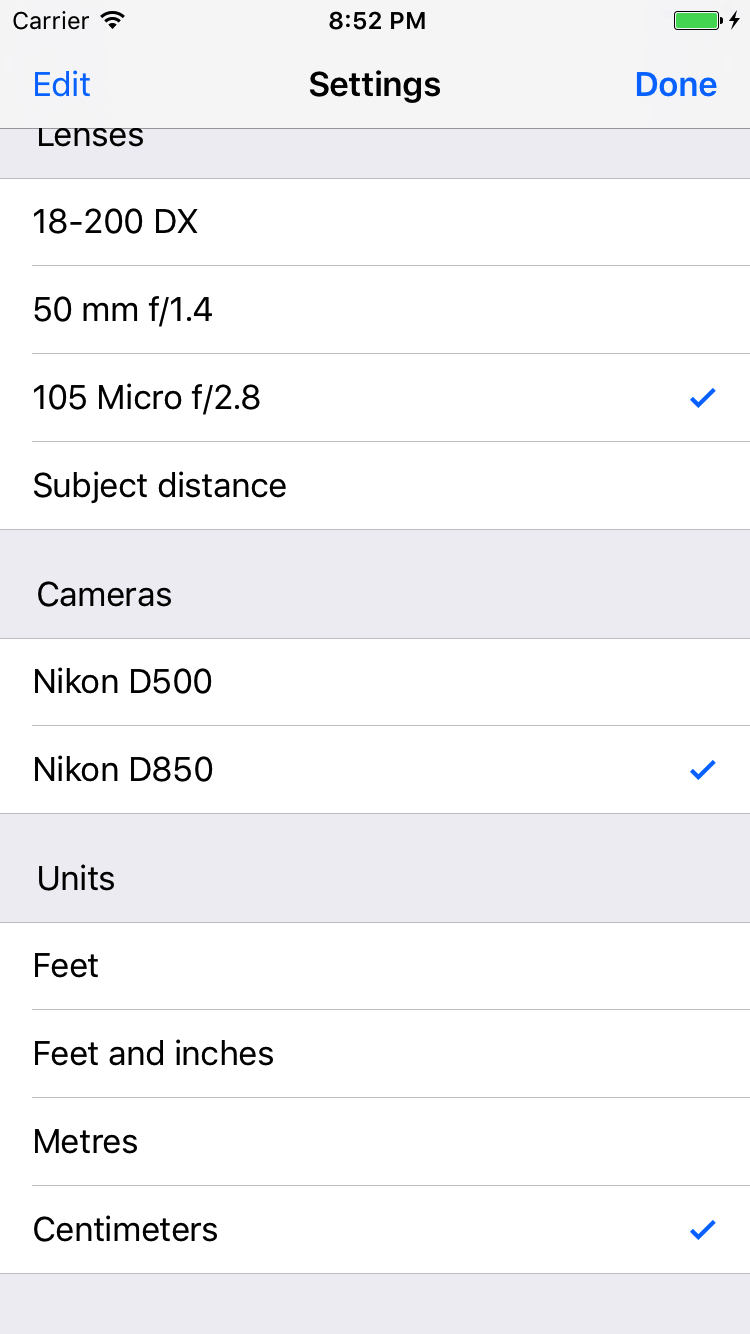 Carrier 8:52 PM
Edit Settings Done
Lenses
18-200 DX
50 mm f/1.4
105 Micro f/2.8
Subject distance
Cameras
Nikon D500
Nikon D850
Units
Feet
Feet and inches
Metres
Centimeters